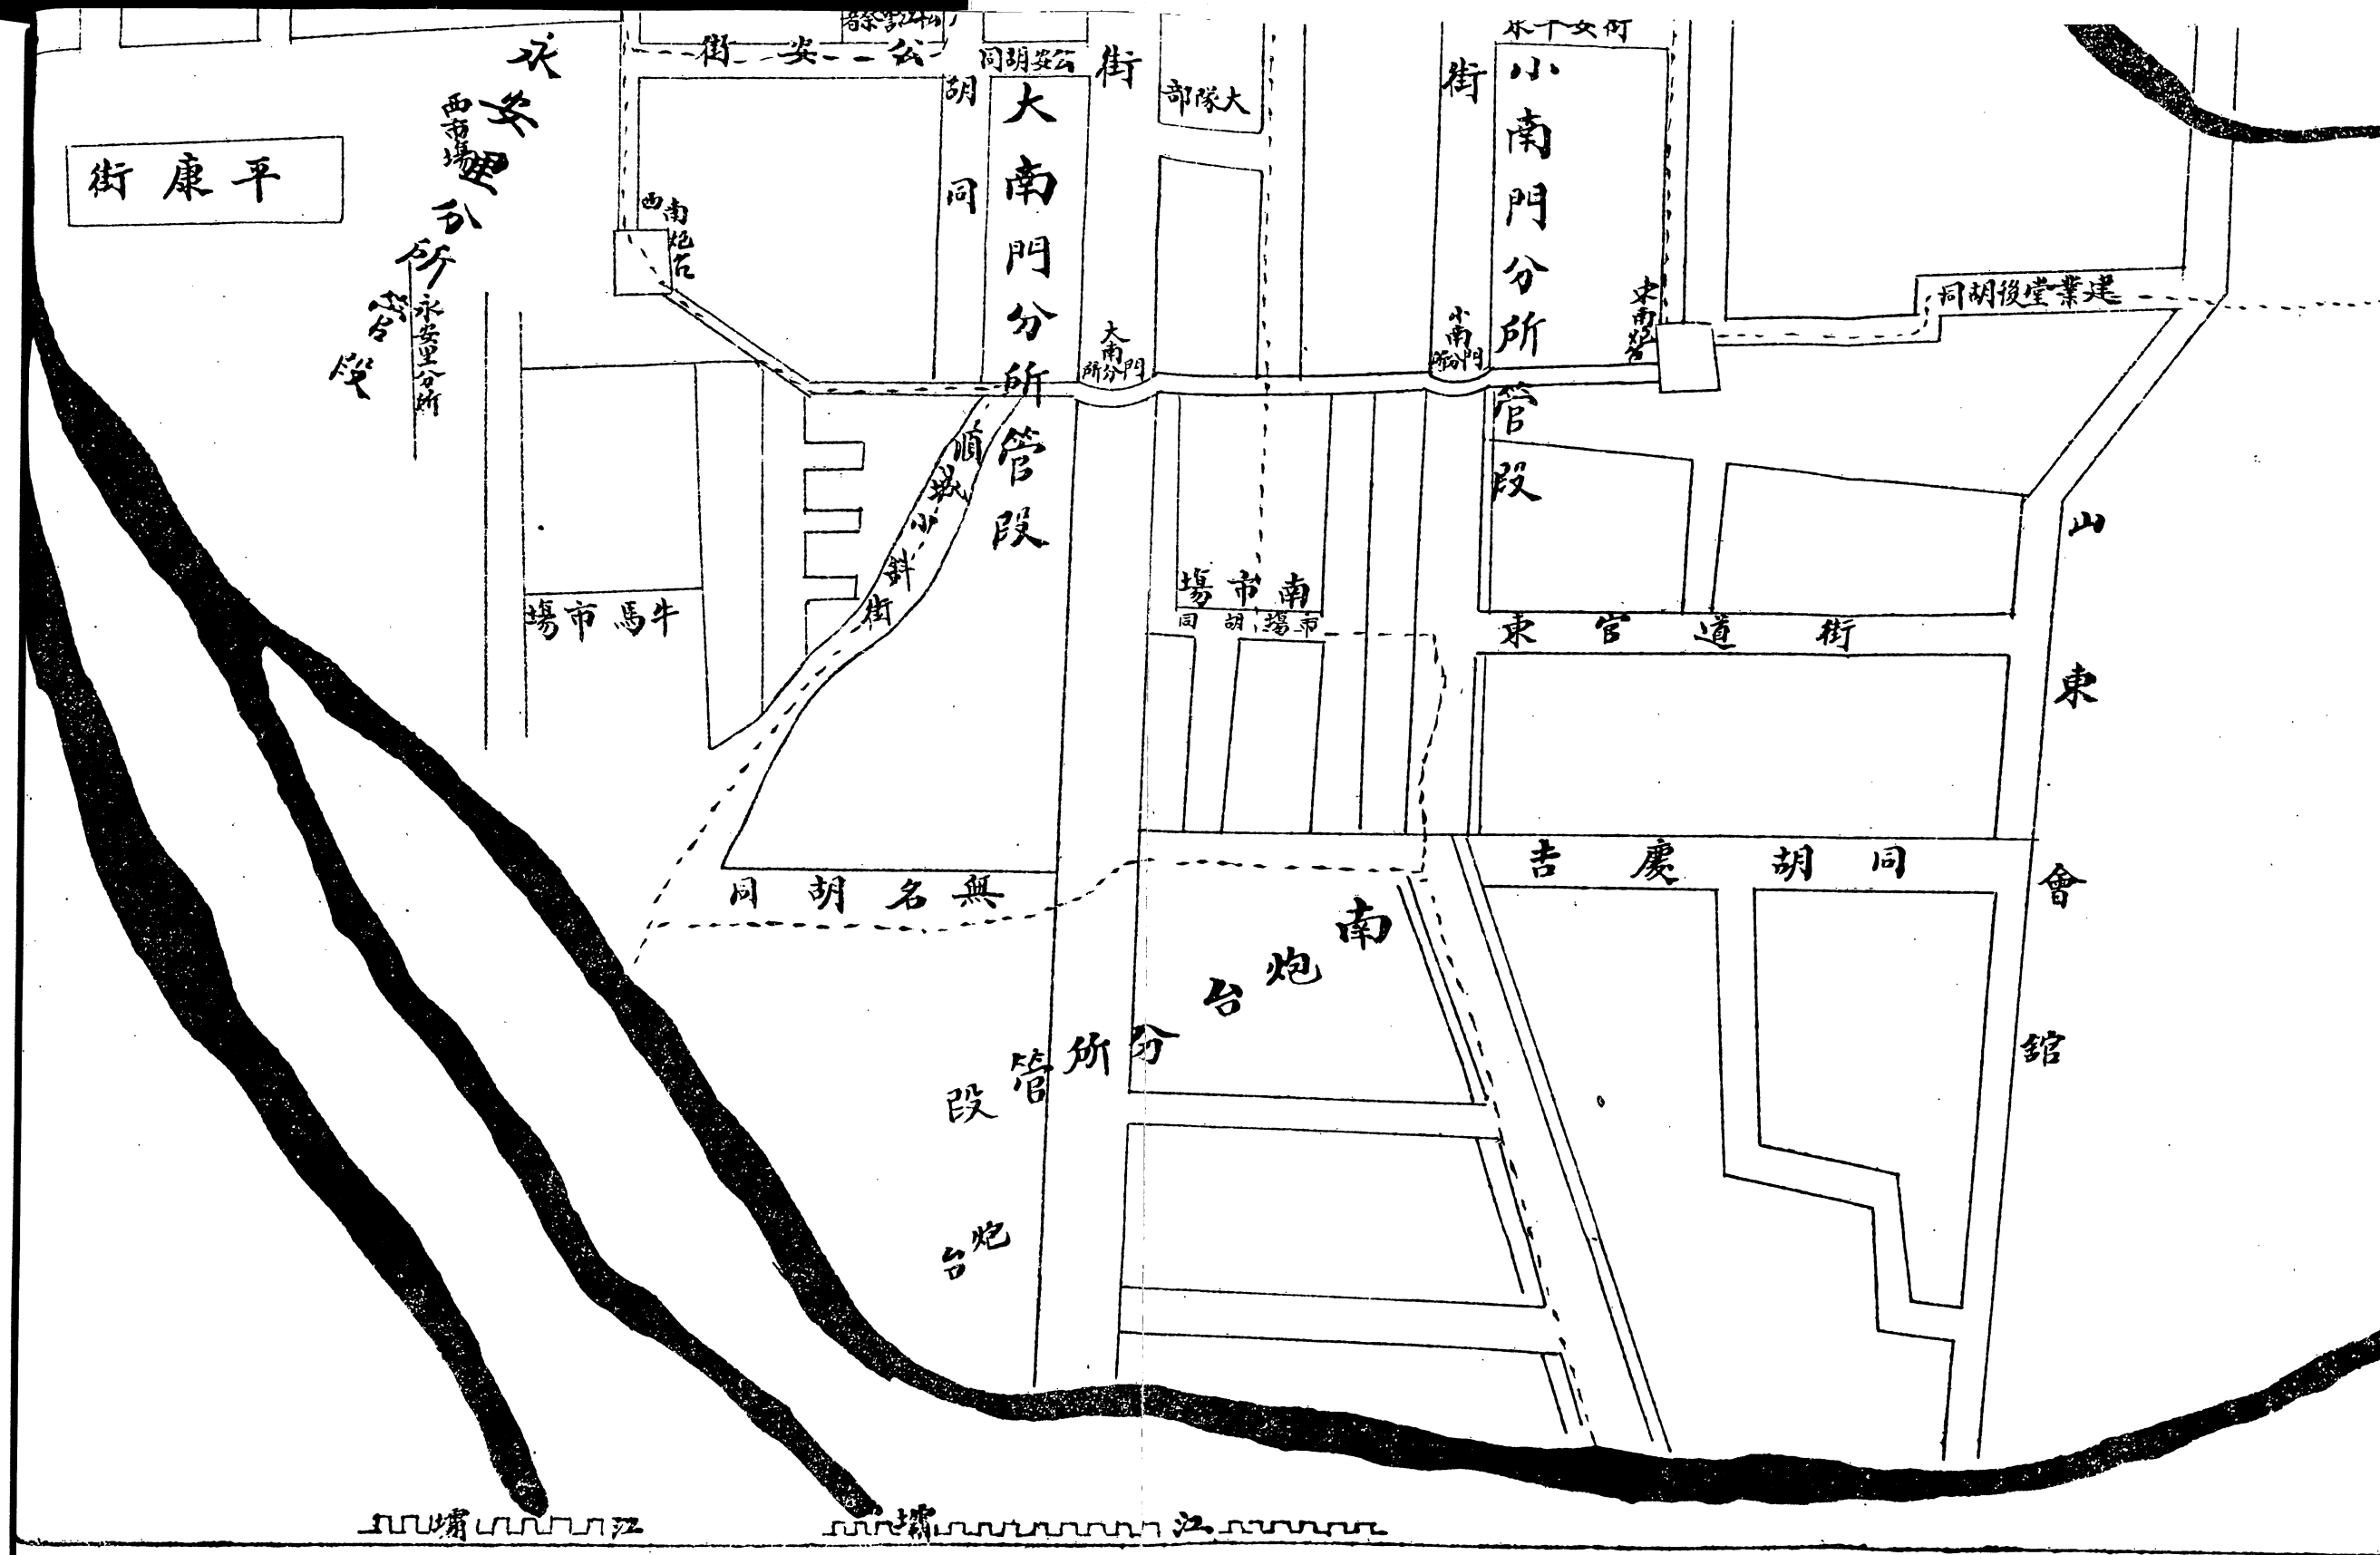 公安街
公安胡同
胡同
街
大隊部
街
永安里分所管段
西市場
平康街
永安里分所
西南炮台
大南門分所管段
大南門分所
小南門分所管段
小南門分所
東南炮台
建業堂後胡同
順城小斜街
牛馬市場
南市場
市場胡同
東官道街
山東會館
吉慶胡同
無名胡同
南炮台分所管段
炮台
江壩
江壩